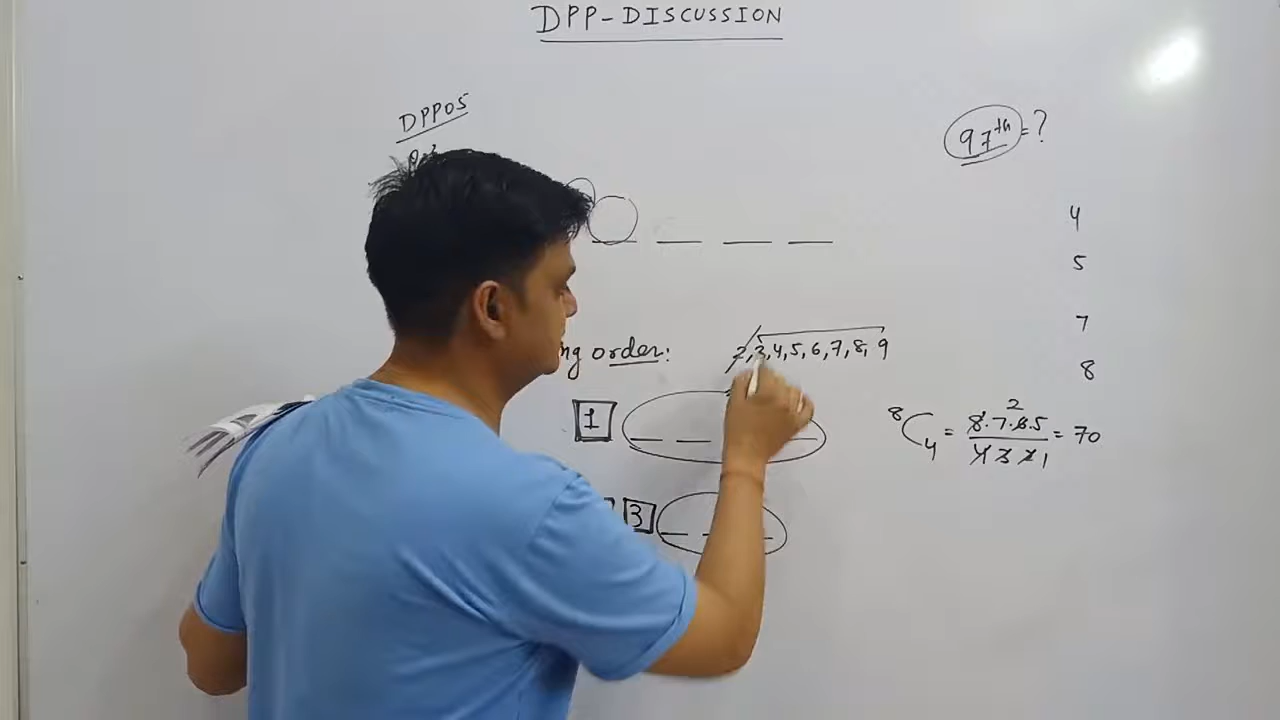 DPP-DISCUSSION
DPP05
97th = ?
4
5
7
8
ng order: 2,3,4,5,6,7,8,9
1
8C4 = 8.7.6.5 / 4 3 2 1 = 70
2
3